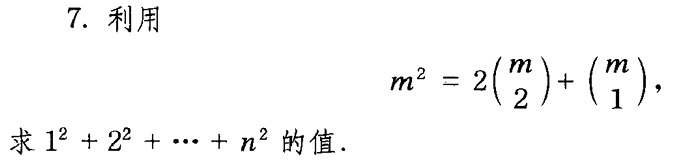 7. 利用
m² = 2(m 2) + (m 1),
求 1² + 2² + ⋯ + n² 的值.